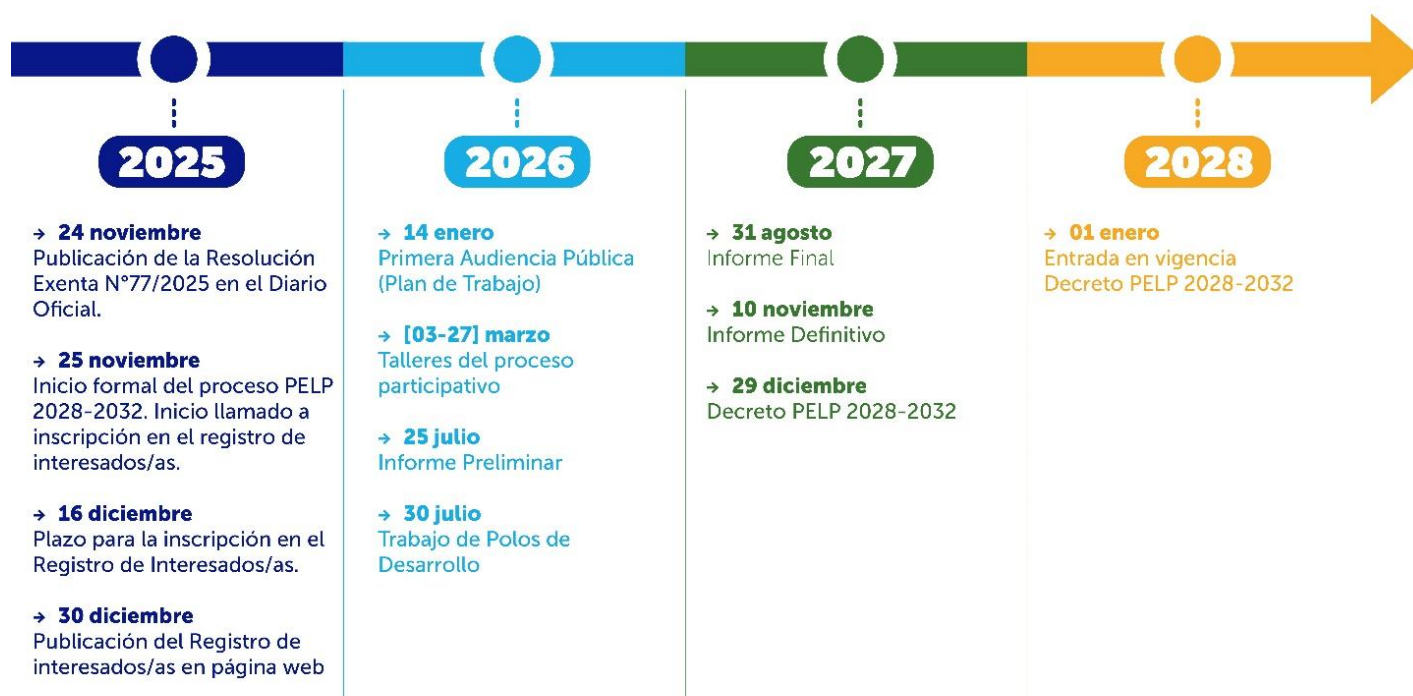 2025
→ 24 noviembre
Publicación de la Resolución
Exenta N°77/2025 en el Diario
Oficial.
→ 25 noviembre
Inicio formal del proceso PELP
2028-2032. Inicio llamado a
inscripción en el registro de
interesados/as.
→ 16 diciembre
Plazo para la inscripción en el
Registro de Interesados/as.
→ 30 diciembre
Publicación del Registro de
interesados/as en página web
2026
→ 14 enero
Primera Audiencia Pública
(Plan de Trabajo)
→ [03-27] marzo
Talleres del proceso
participativo
→ 25 julio
Informe Preliminar
→ 30 julio
Trabajo de Polos de
Desarrollo
2027
→ 31 agosto
Informe Final
→ 10 noviembre
Informe Definitivo
→ 29 diciembre
Decreto PELP 2028-2032
2028
→ 01 enero
Entrada en vigencia
Decreto PELP 2028-2032